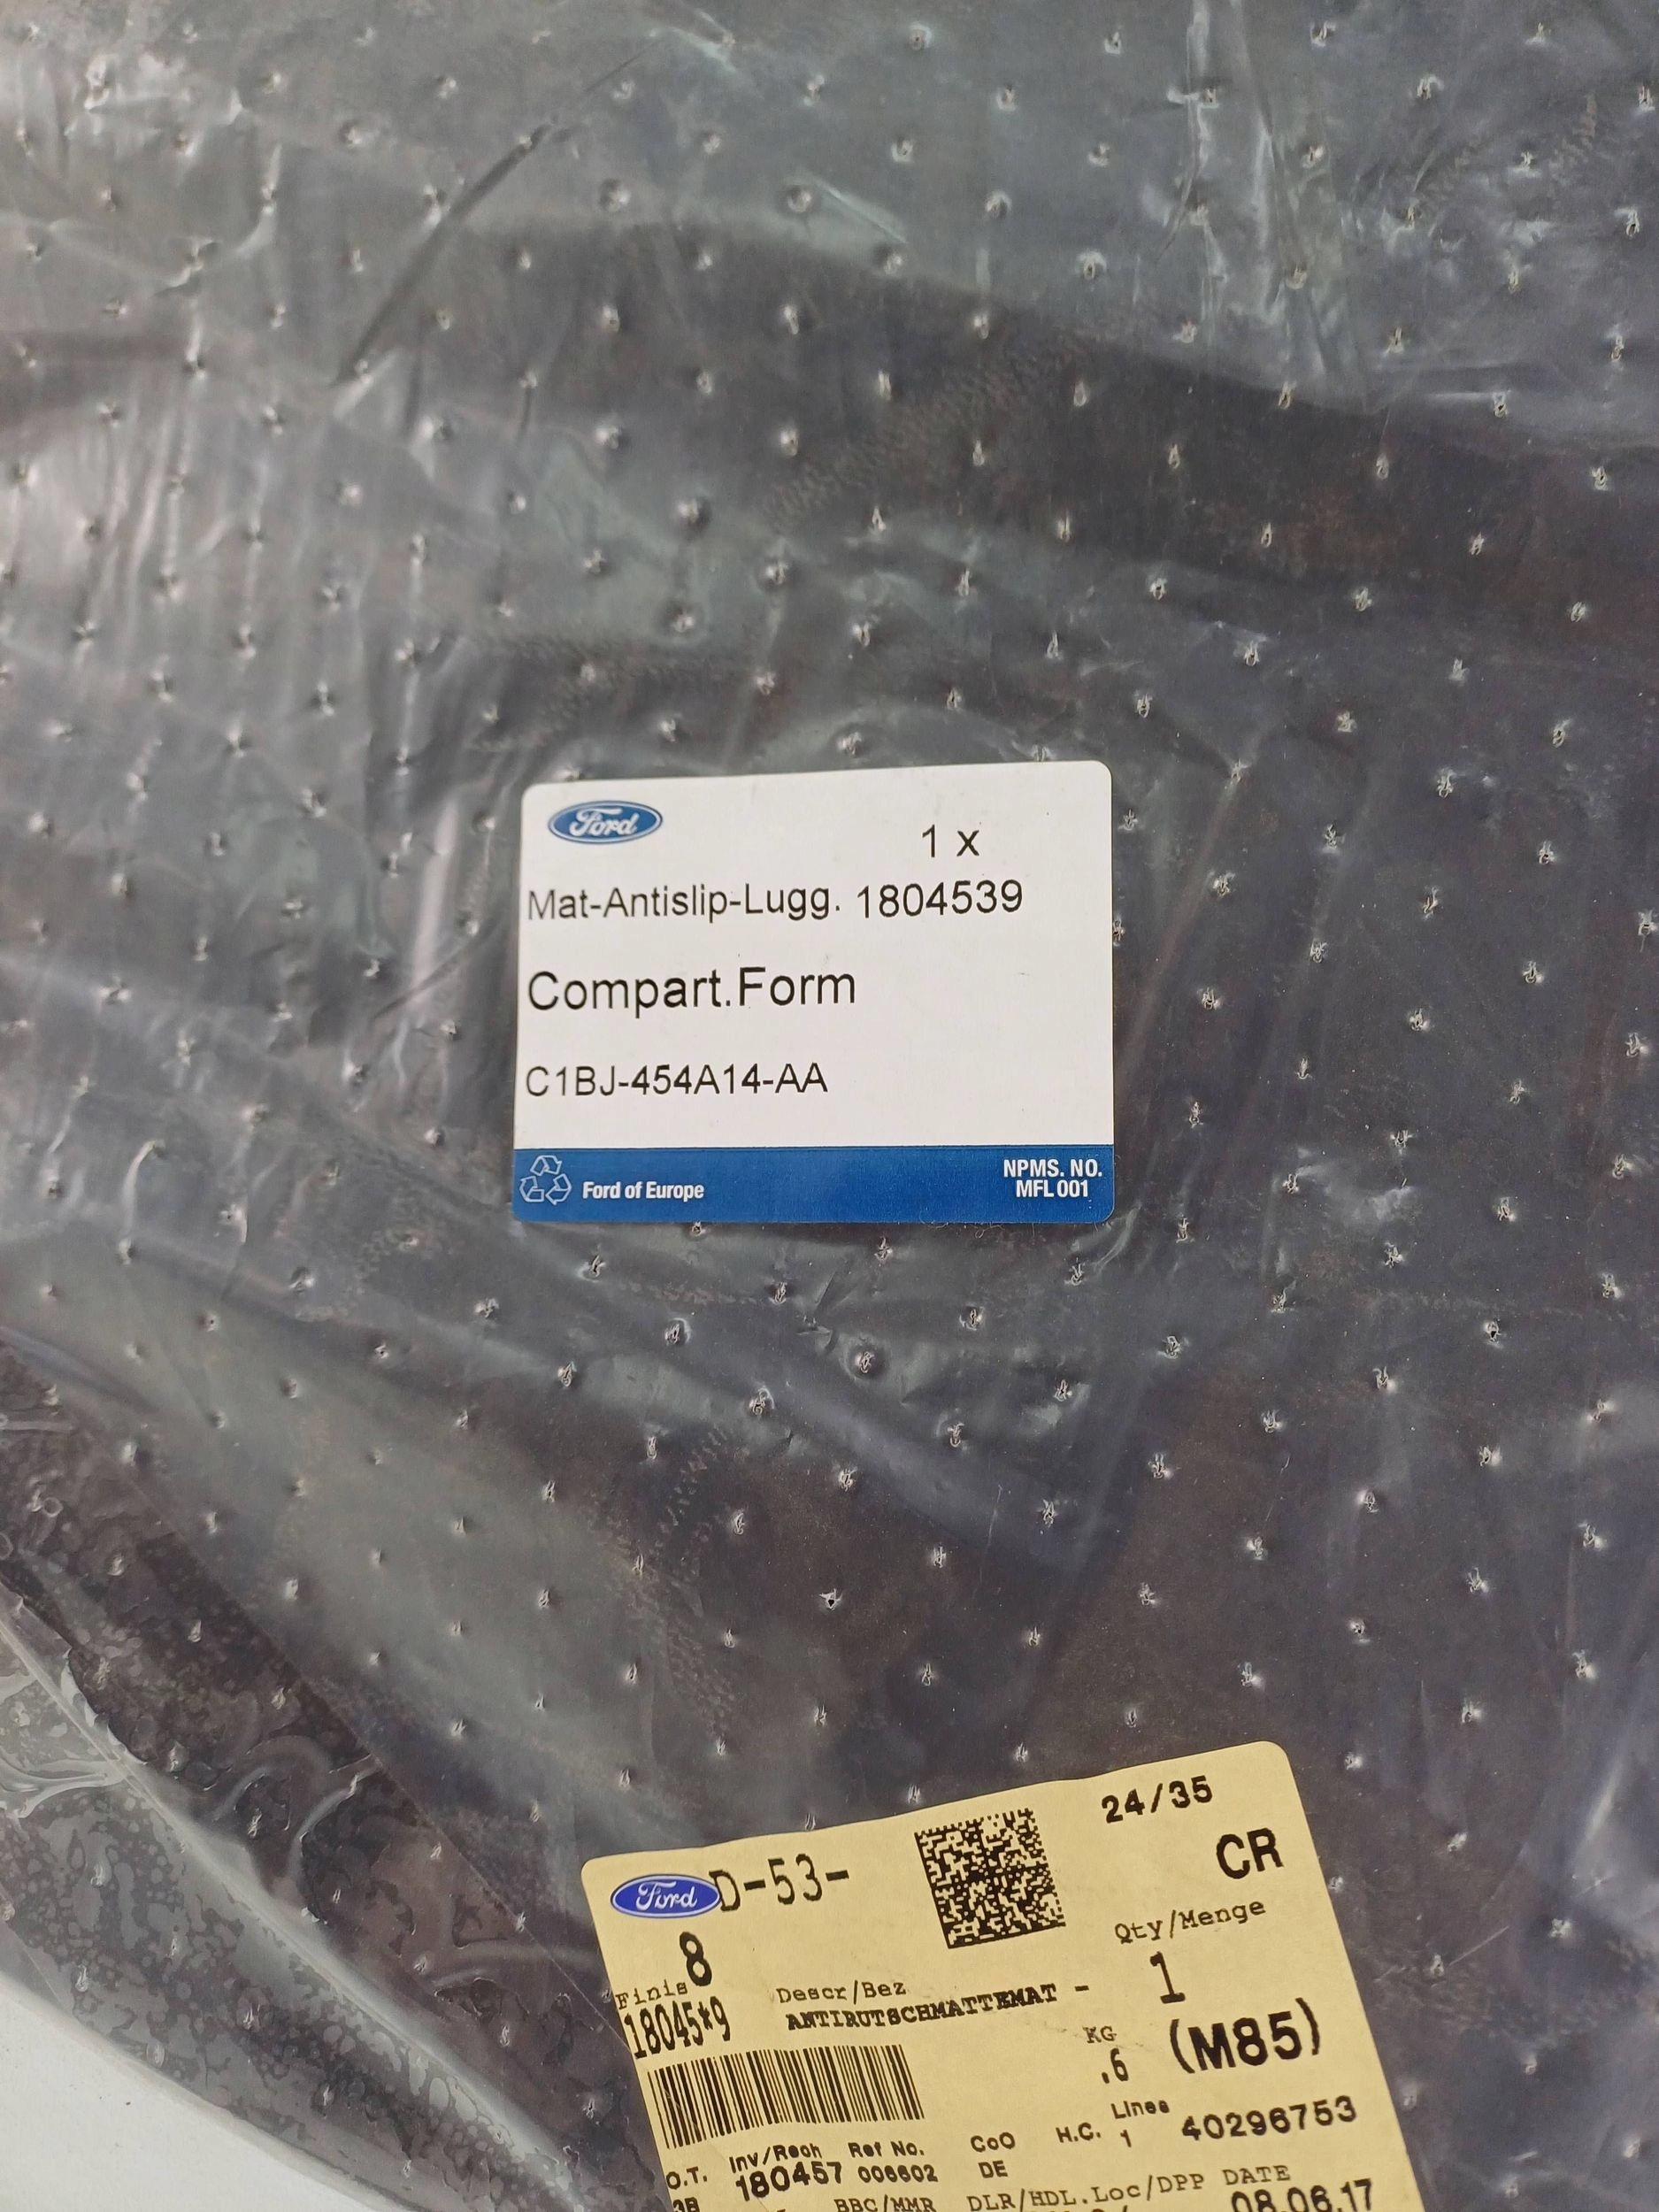 Ford
1 x
Mat-Antislip-Lugg. 1804539
Compart.Form
C1BJ-454A14-AA
Ford of Europe
NPMS. NO.
MFL 001
24/35
Ford D-53-
CR
Qty/Menge
8
1
Finis
Descr/Bez
18045*9
ANTIRUTSCHMATTEMAT -
KG
.6
(M85)
Lines
O.T.
Inv/Rech
Ref No.
CoO
H.C.
1
40296753
180457
006602
DE
BBC/MMR
DLR/HDL.Loc/DPP
DATE
08.06.17